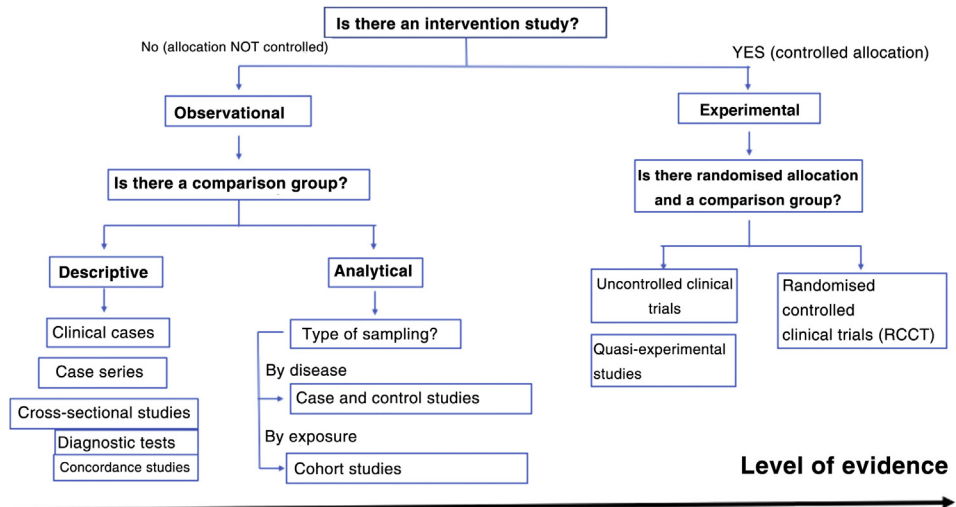 Is there an intervention study?
No (allocation NOT controlled)
YES (controlled allocation)
Observational
Experimental
Is there a comparison group?
Is there randomised allocation
and a comparison group?
Descriptive
Analytical
Uncontrolled clinical
trials
Randomised
controlled
clinical trials (RCCT)
Clinical cases
Type of sampling?
Quasi-experimental
studies
Case series
By disease
Case and control studies
Cross-sectional studies
Diagnostic tests
By exposure
Concordance studies
Cohort studies
Level of evidence